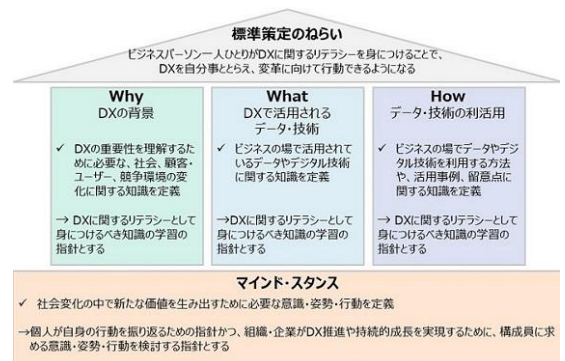 標準策定のねらい
ビジネスパーソン一人ひとりがDXに関するリテラシーを身につけることで、
DXを自分事ととらえ、変革に向けて行動できるようになる
Why
DXの背景
✓ DXの重要性を理解するため
に必要な、社会、顧客・
ユーザー、競争環境の変
化に関する知識を定義
→ DXに関するリテラシーとして
身につけるべき知識の学習の
指針とする
What
DXで活用される
データ・技術
✓ ビジネスの場で活用されて
いるデータやデジタル技術
に関する知識を定義
→DXに関するリテラシーとして
身につけるべき知識の学習の
指針とする
How
データ・技術の利活用
✓ ビジネスの場でデータやデジ
タル技術を利用する方法
や、活用事例、留意点に
関する知識を定義
→ DXに関するリテラシーとして
身につけるべき知識の学習の
指針とする
マインド・スタンス
✓ 社会変化の中で新たな価値を生み出すために必要な意識・姿勢・行動を定義
→個人が自身の行動を振り返るための指針かつ、組織・企業がDX推進や持続的成長を実現するために、構成員に求
める意識・姿勢・行動を検討する指針とする